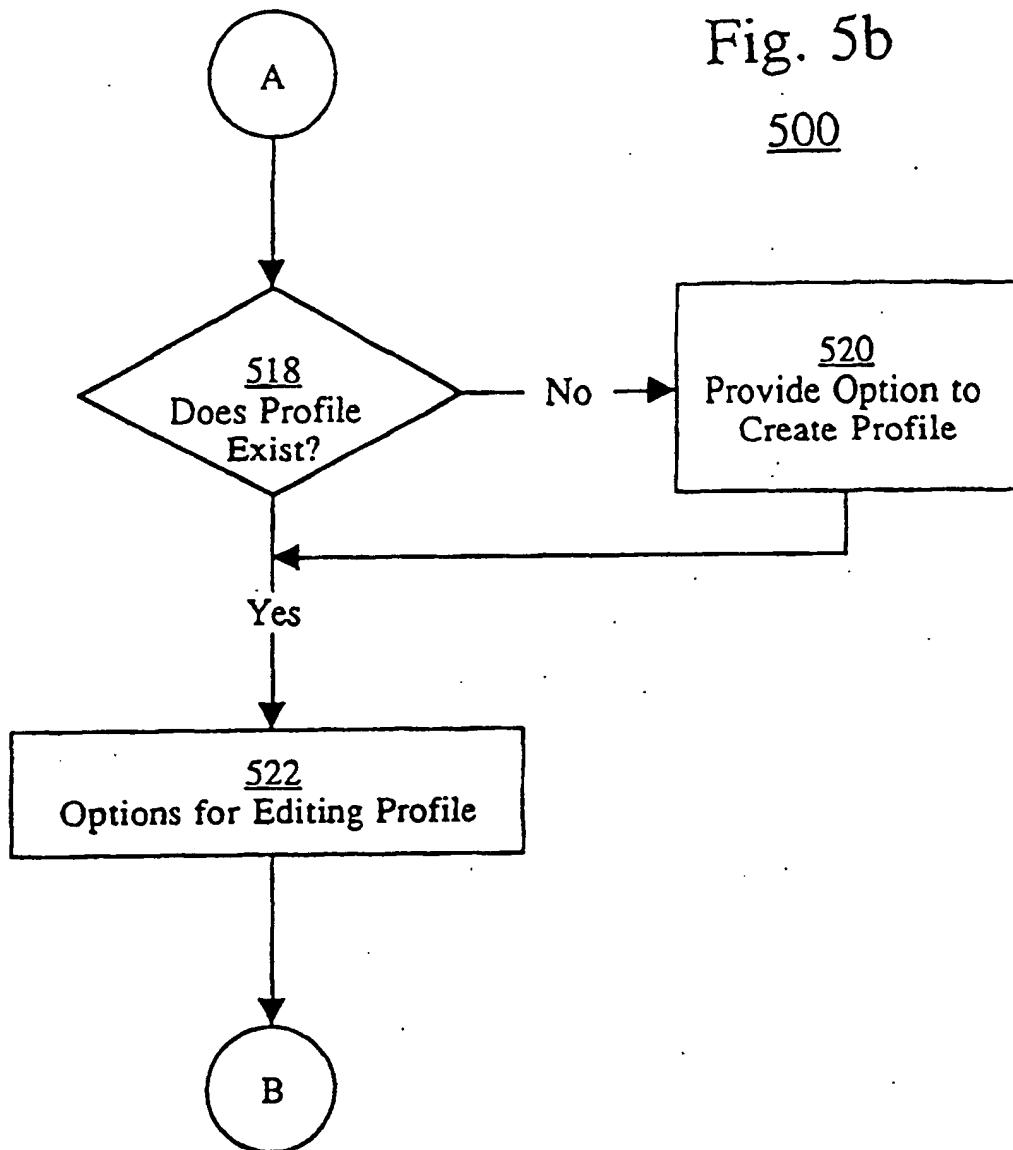 Fig. 5b
500
A
518
Does Profile
Exist?
No
520
Provide Option to
Create Profile
Yes
522
Options for Editing Profile
B